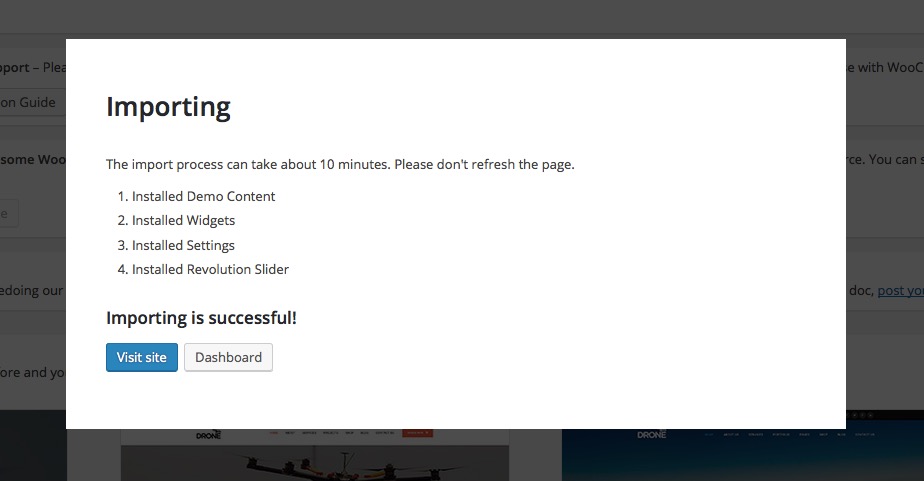 pport – Plea
e with WooC
on Guide
Importing
The import process can take about 10 minutes. Please don't refresh the page.
some Woo
rce. You can s
1. Installed Demo Content
e
2. Installed Widgets
3. Installed Settings
4. Installed Revolution Slider
edoing our
doc, post you
Importing is successful!
Visit site
Dashboard
ore and yo
DRONE
DRONE